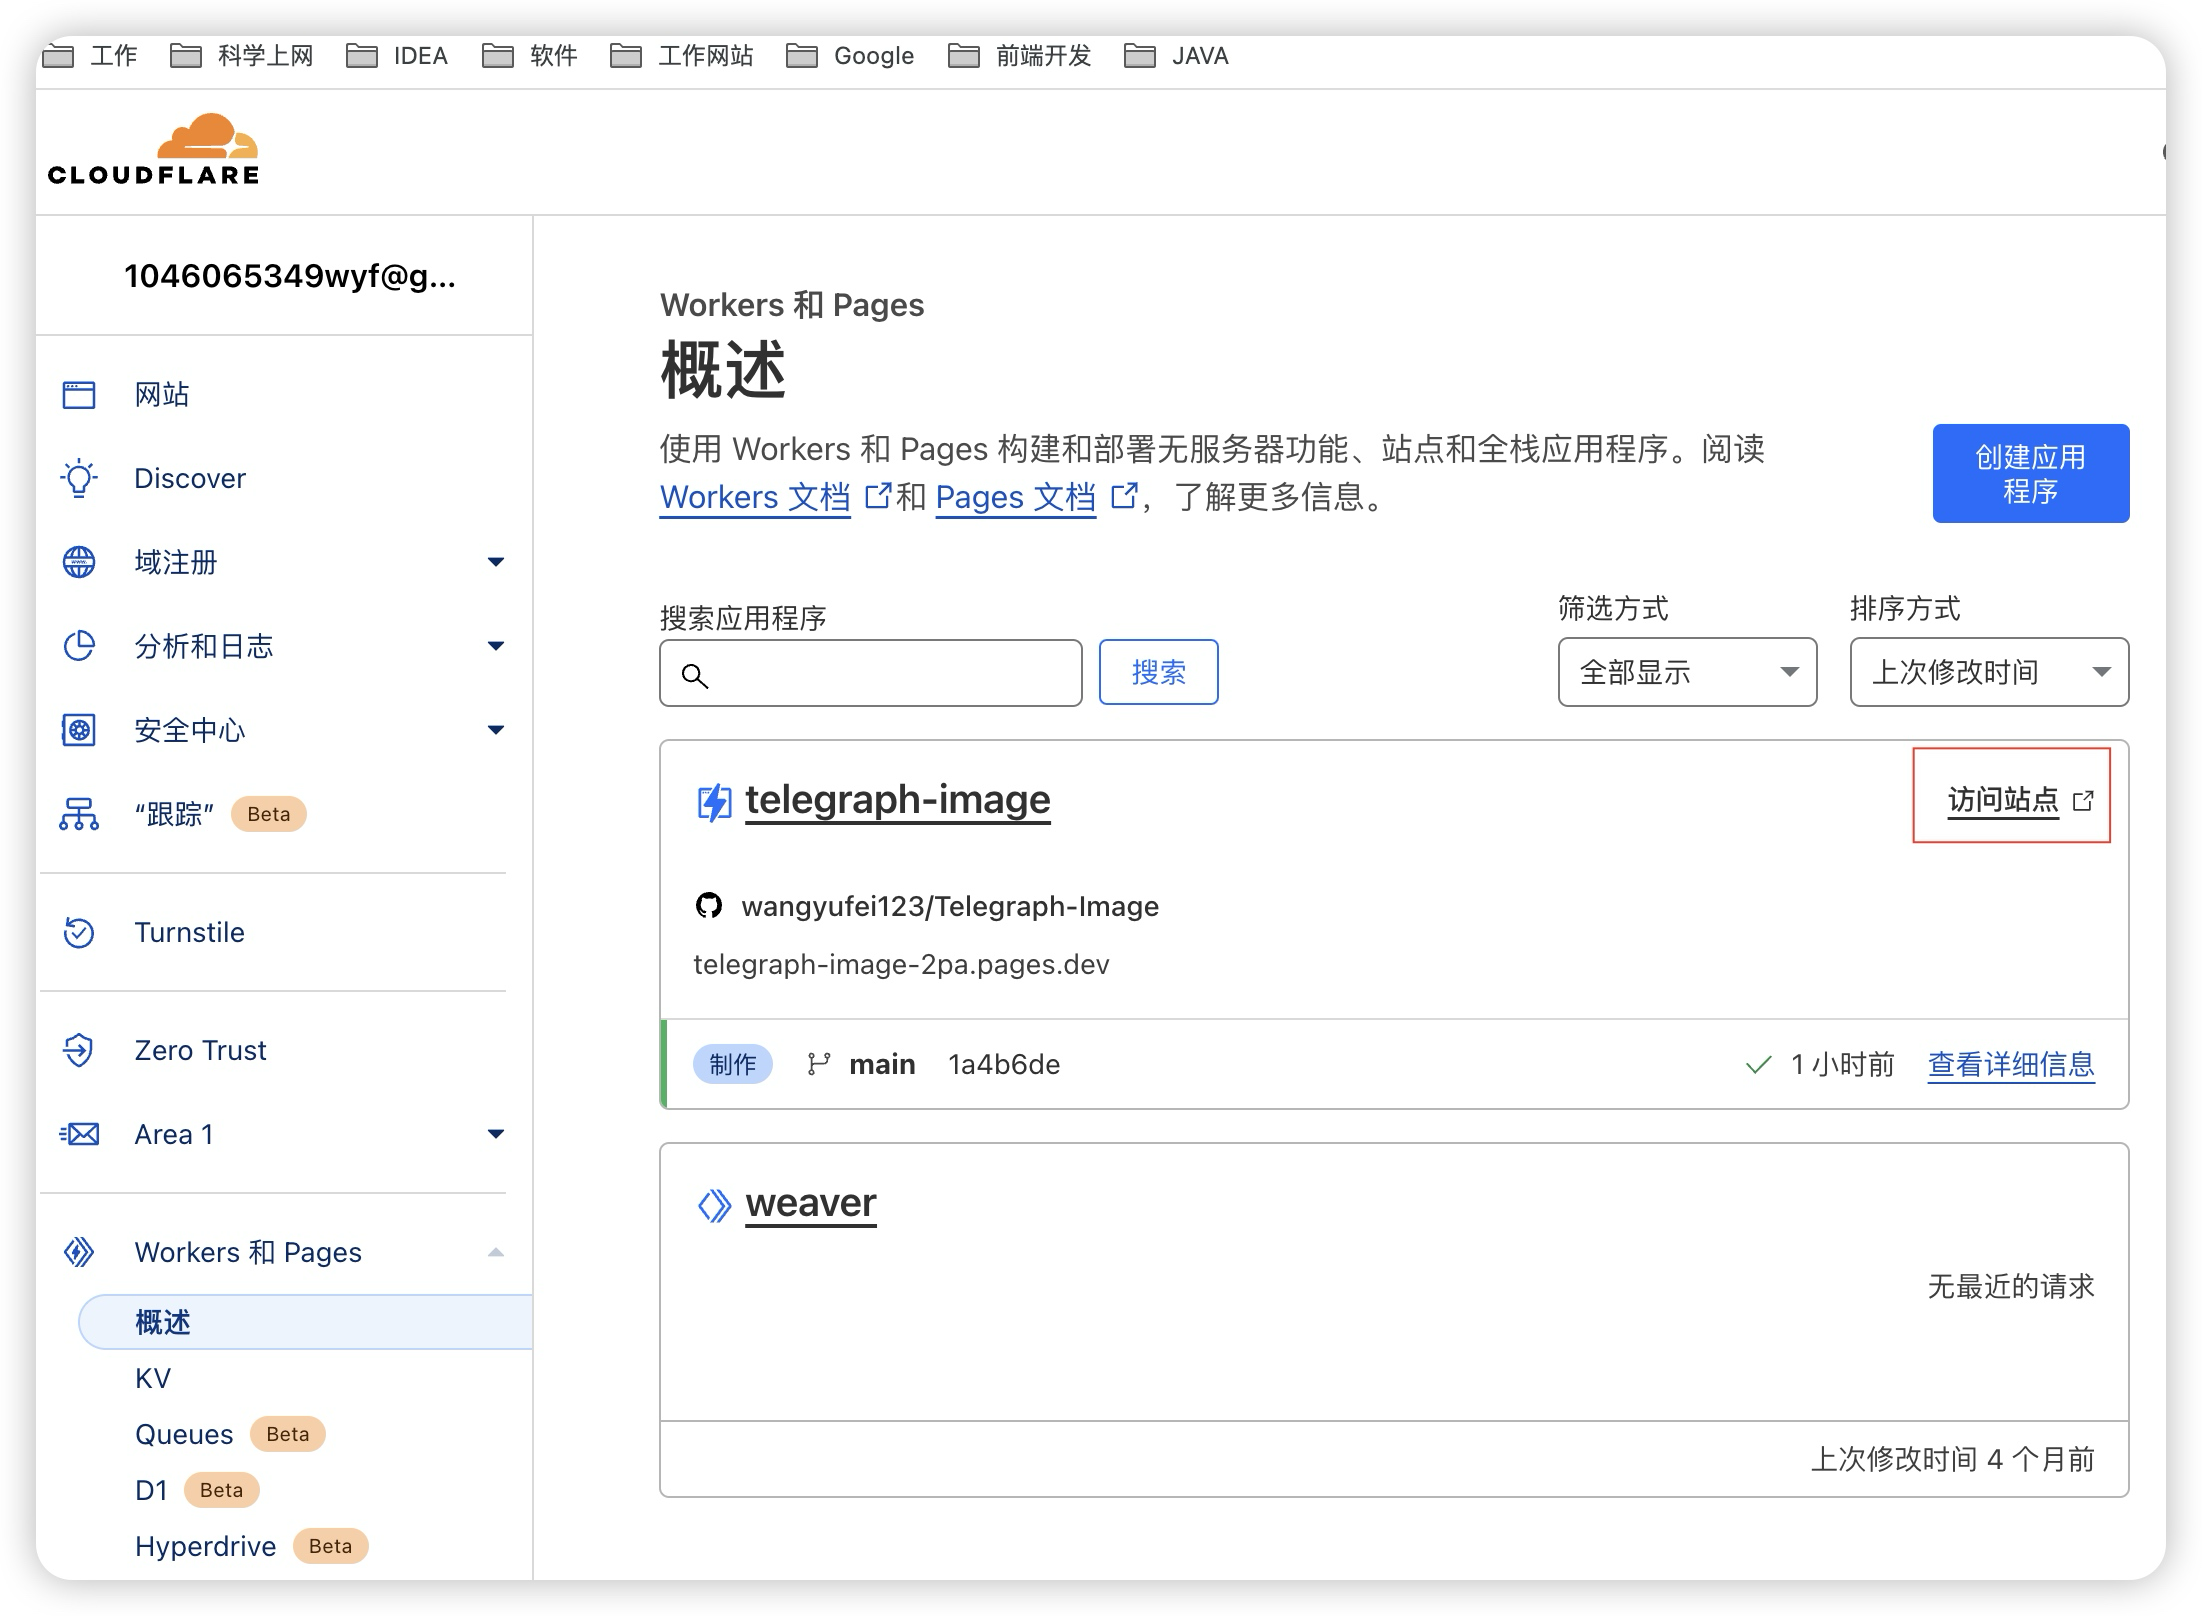 工作 科学上网 IDEA 软件 工作网站 Google 前端开发 JAVA
CLOUDFLARE
1046065349wyf@g...
网站
Discover
域注册
分析和日志
安全中心
“跟踪” Beta
Turnstile
Zero Trust
Area 1
Workers 和 Pages
概述
KV
Queues Beta
D1 Beta
Hyperdrive Beta
Workers 和 Pages
概述
使用 Workers 和 Pages 构建和部署无服务器功能、站点和全栈应用程序。阅读
Workers 文档 和 Pages 文档 ，了解更多信息。
创建应用
程序
搜索应用程序
搜索
筛选方式
全部显示
排序方式
上次修改时间
telegraph-image
访问站点
wangyufei123/Telegraph-Image
telegraph-image-2pa.pages.dev
制作 main 1a4b6de 1 小时前 查看详细信息
weaver
无最近的请求
上次修改时间 4 个月前